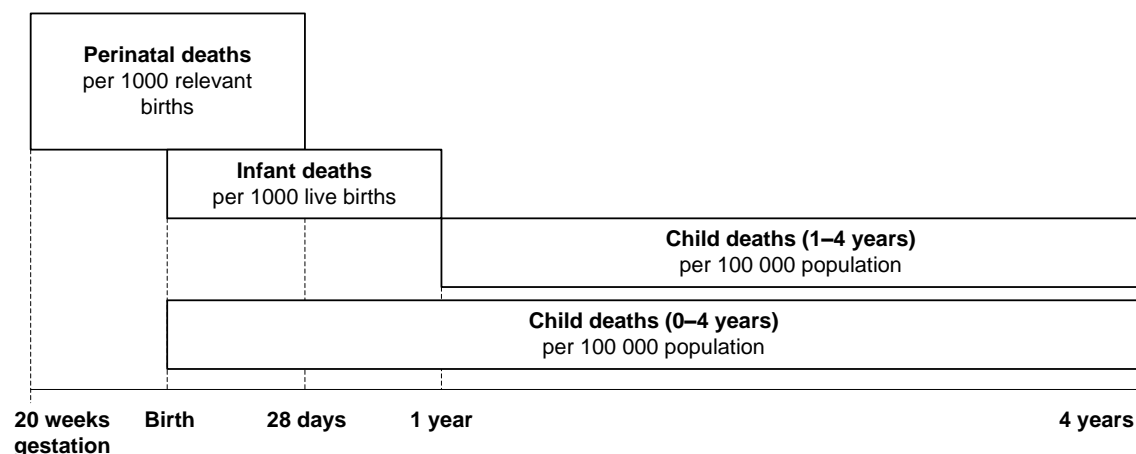 Perinatal deaths
per 1000 relevant
births
Infant deaths
per 1000 live births
Child deaths (1–4 years)
per 100 000 population
Child deaths (0–4 years)
per 100 000 population
20 weeks
gestation
Birth
28 days
1 year
4 years